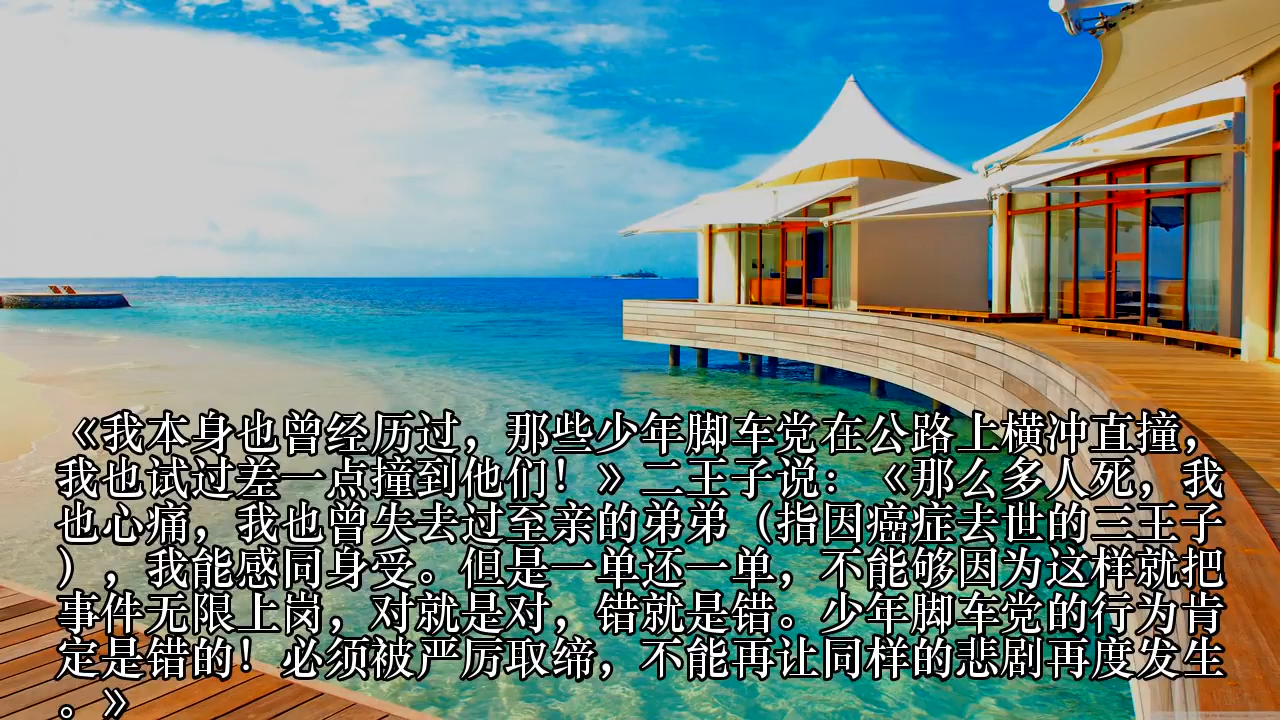 《我本身也曾经历过，那些少年脚车党在公路上横冲直撞，
我也试过差一点撞到他们！》二王子说：《那么多人死，我
也心痛，我也曾失去过至亲的弟弟（指因癌症去世的三王子
），我能感同身受。但是一单还一单，不能够因为这样就把
事件无限上岗，对就是对，错就是错。少年脚车党的行为肯
定是错的！必须被严厉取缔，不能再让同样的悲剧再度发生
。》